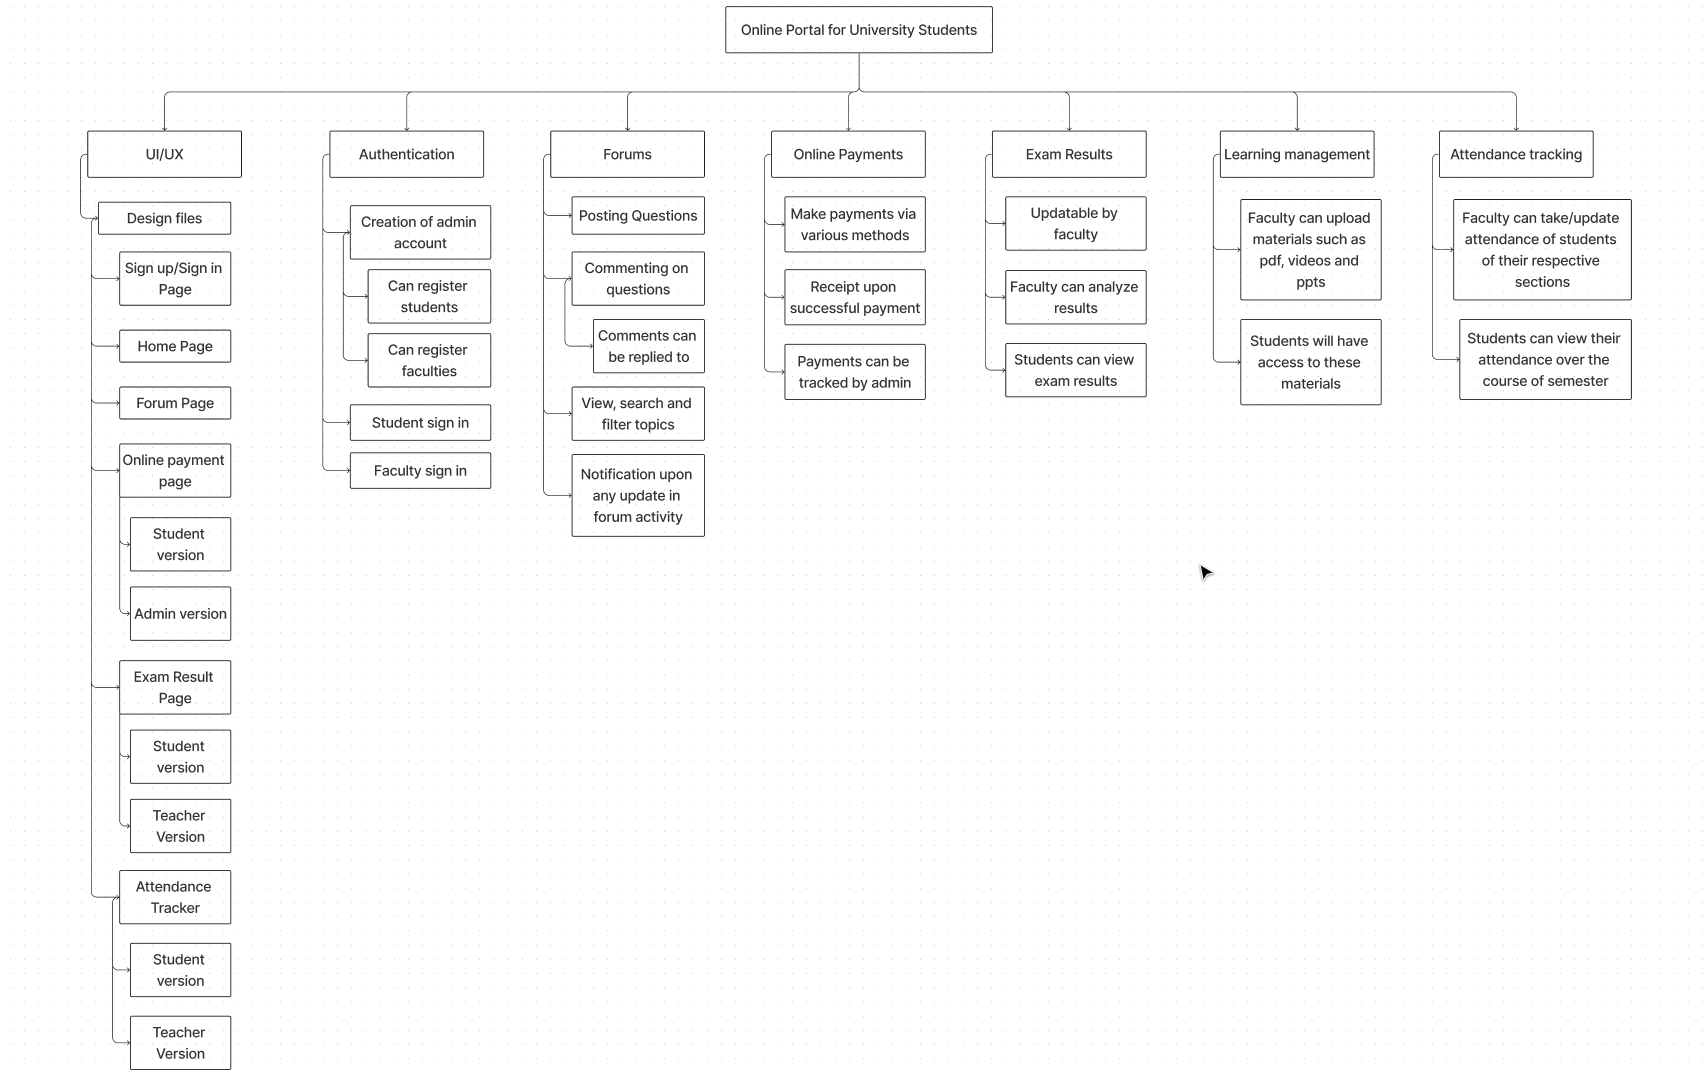 Online Portal for University Students
UI/UX
Design files
Sign up/Sign in
Page
Home Page
Forum Page
Online payment
page
Student
version
Admin version
Exam Result
Page
Student
version
Teacher
Version
Attendance
Tracker
Student
version
Teacher
Version
Authentication
Creation of admin
account
Can register
students
Can register
faculties
Student sign in
Faculty sign in
Forums
Posting Questions
Commenting on
questions
Comments can
be replied to
View, search and
filter topics
Notification upon
any update in
forum activity
Online Payments
Make payments via
various methods
Receipt upon
successful payment
Payments can be
tracked by admin
Exam Results
Updatable by
faculty
Faculty can analyze
results
Students can view
exam results
Learning management
Faculty can upload
materials such as
pdf, videos and
ppts
Students will have
access to these
materials
Attendance tracking
Faculty can take/update
attendance of students
of their respective
sections
Students can view their
attendance over the
course of semester